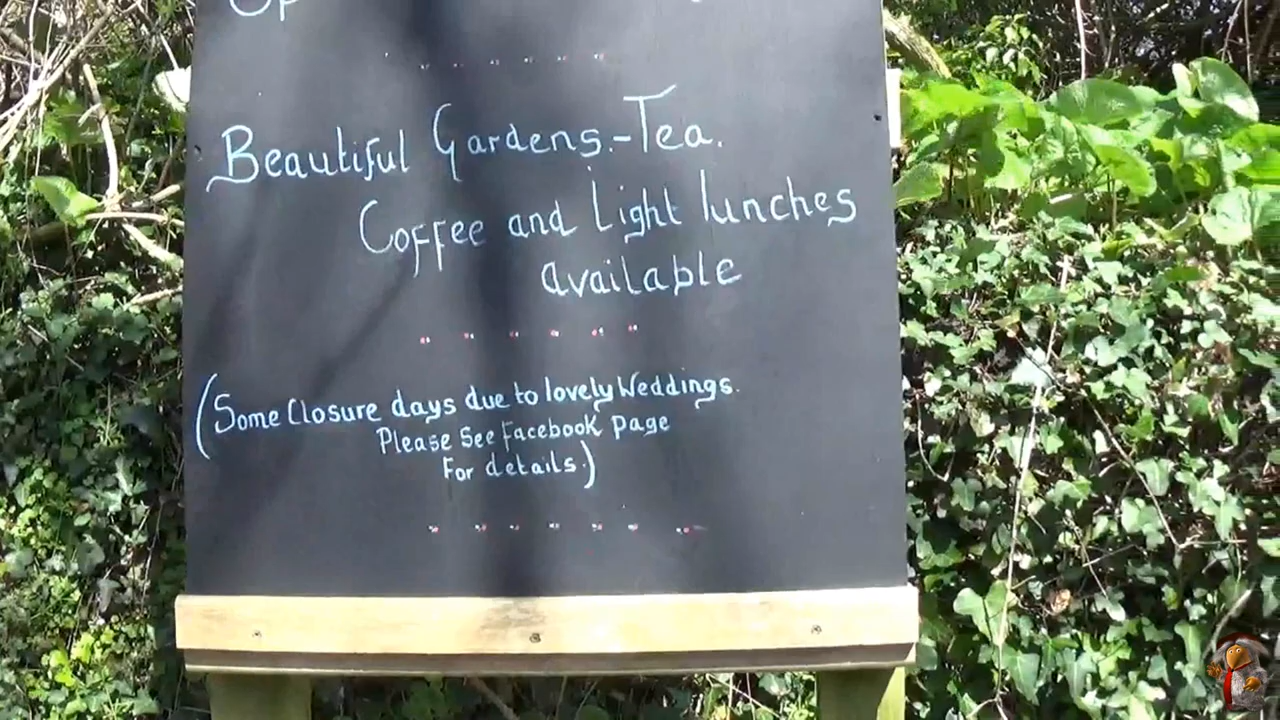 Beautiful Gardens.-Tea.
Coffee and Light lunches
available
(Some Closure days due to lovely Weddings.
Please See Facebook page
For details.)